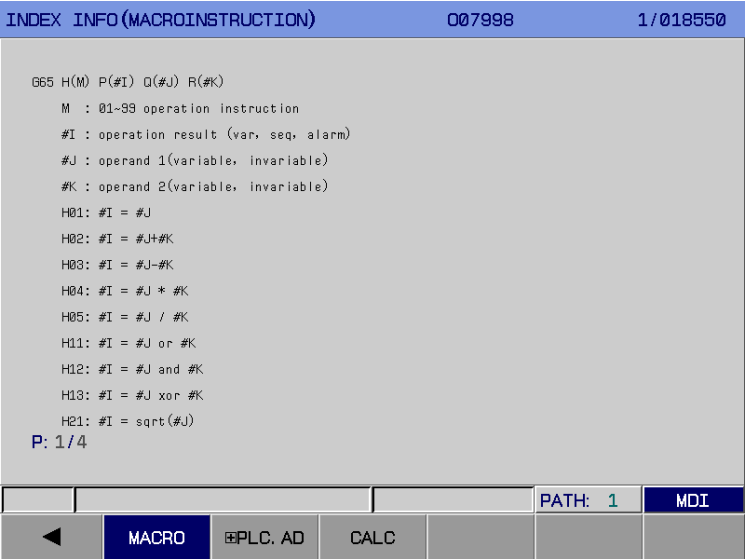 INDEX INFO(MACROINSTRUCTION) O07998 1/018550
G65 H(M) P(#I) Q(#J) R(#K)
M : 01~99 operation instruction
#I : operation result (var, seq, alarm)
#J : operand 1(variable, invariable)
#K : operand 2(variable, invariable)
H01: #I = #J
H02: #I = #J+#K
H03: #I = #J-#K
H04: #I = #J * #K
H05: #I = #J / #K
H11: #I = #J or #K
H12: #I = #J and #K
H13: #I = #J xor #K
H21: #I = sqrt(#J)
P: 1/4
PATH: 1 MDI
MACRO ⊞PLC. AD CALC